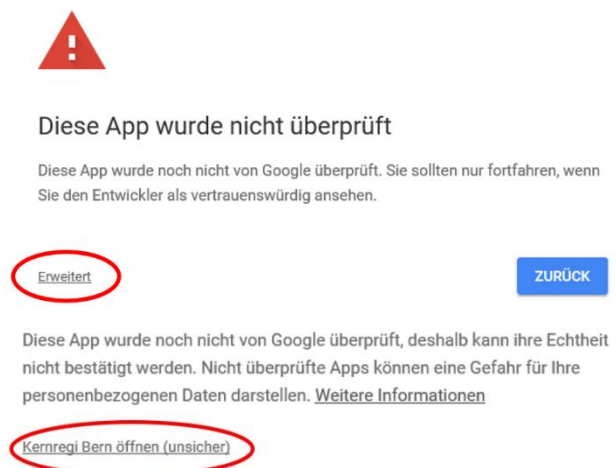 Diese App wurde nicht überprüft
Diese App wurde noch nicht von Google überprüft. Sie sollten nur fortfahren, wenn
Sie den Entwickler als vertrauenswürdig ansehen.
Erweitert
ZURÜCK
Diese App wurde noch nicht von Google überprüft, deshalb kann ihre Echtheit
nicht bestätigt werden. Nicht überprüfte Apps können eine Gefahr für Ihre
personenbezogenen Daten darstellen. Weitere Informationen
Kernregi Bern öffnen (unsicher)